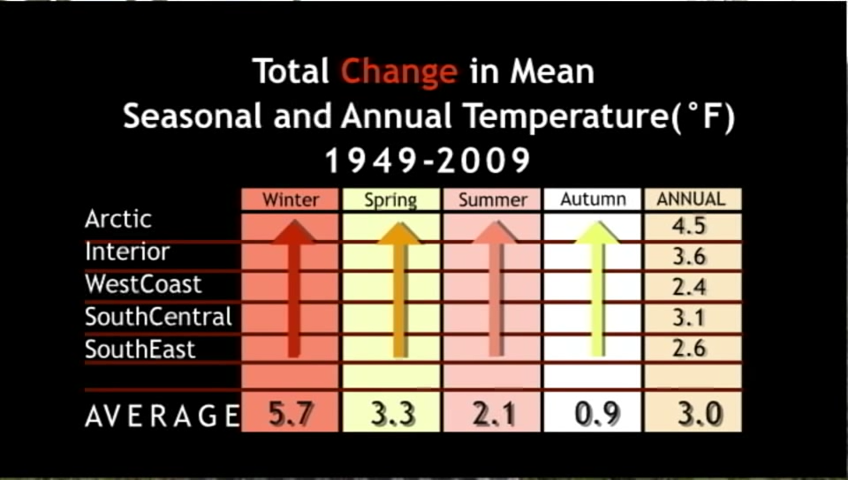 Total Change in Mean
Seasonal and Annual Temperature(°F)
1949-2009
Winter Spring Summer Autumn ANNUAL
Arctic 4.5
Interior 3.6
WestCoast 2.4
SouthCentral 3.1
SouthEast 2.6
AVERAGE 5.7 3.3 2.1 0.9 3.0